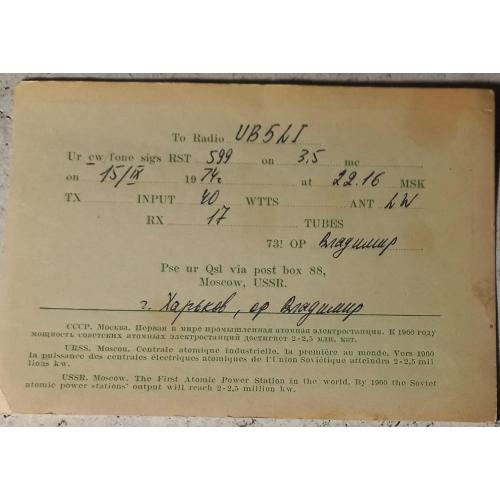 To Radio UB5LI
Ur cw/fone sigs RST 599 on 3,5 mc
on 15/IX 1974г at 22.16 MSK
TX INPUT 40 WTTS ANT LW
RX 17 TUBES
73! OP Владимир
Pse ur Qsl via post box 88,
Moscow, USSR.
г. Харьков, ор Владимир
СССР. Москва. Первая в мире промышленная атомная электростанция. К 1960 году
мощность советских атомных электростанций достигнет 2-2,5 млн. квт.
URSS. Moscou. Centrale atomique industrielle, la première au monde. Vers 1960
la puissance des centrales électriques atomiques de l'Union Soviétique atteindra 2-2,5 mil
lions kw.
USSR. Moscow. The First Atomic Power Station in the world. By 1960 the Soviet
atomic power stations' output will reach 2-2,5 million kw.